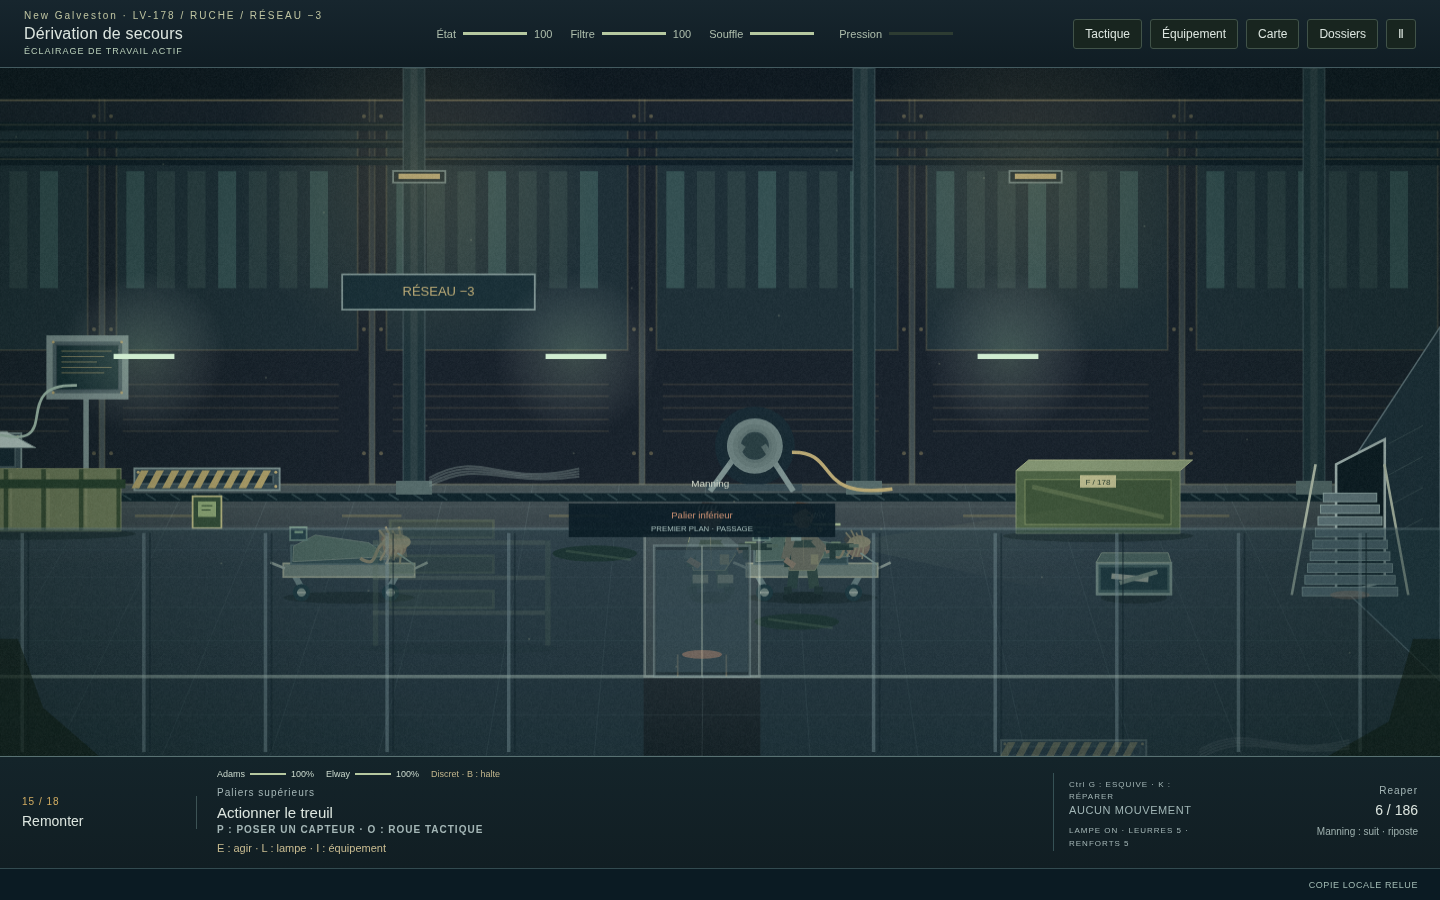 New Galveston · LV-178 / RUCHE / RÉSEAU −3
Dérivation de secours
ÉCLAIRAGE DE TRAVAIL ACTIF
État 100 Filtre 100 Souffle Pression
Tactique Équipement Carte Dossiers II
RÉSEAU −3
Manning
F / 178
Palier inférieur
PREMIER PLAN · PASSAGE
15 / 18
Remonter
Adams 100% Elway 100% Discret · B : halte
Paliers supérieurs
Actionner le treuil
P : POSER UN CAPTEUR · O : ROUE TACTIQUE
E : agir · L : lampe · I : équipement
Ctrl G : ESQUIVE · K :
RÉPARER
AUCUN MOUVEMENT
LAMPE ON · LEURRES 5 ·
RENFORTS 5
Reaper
6 / 186
Manning : suit · riposte
COPIE LOCALE RELUE